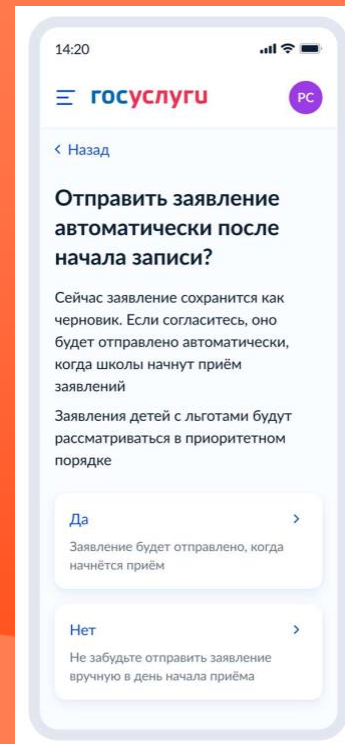 14:20
госуслуги
РС
Назад
Отправить заявление
автоматически после
начала записи?
Сейчас заявление сохранится как
черновик. Если согласитесь, оно
будет отправлено автоматически,
когда школы начнут приём
заявлений
Заявления детей с льготами будут
рассматриваться в приоритетном
порядке
Да
Заявление будет отправлено, когда
начнётся приём
Нет
Не забудьте отправить заявление
вручную в день начала приёма